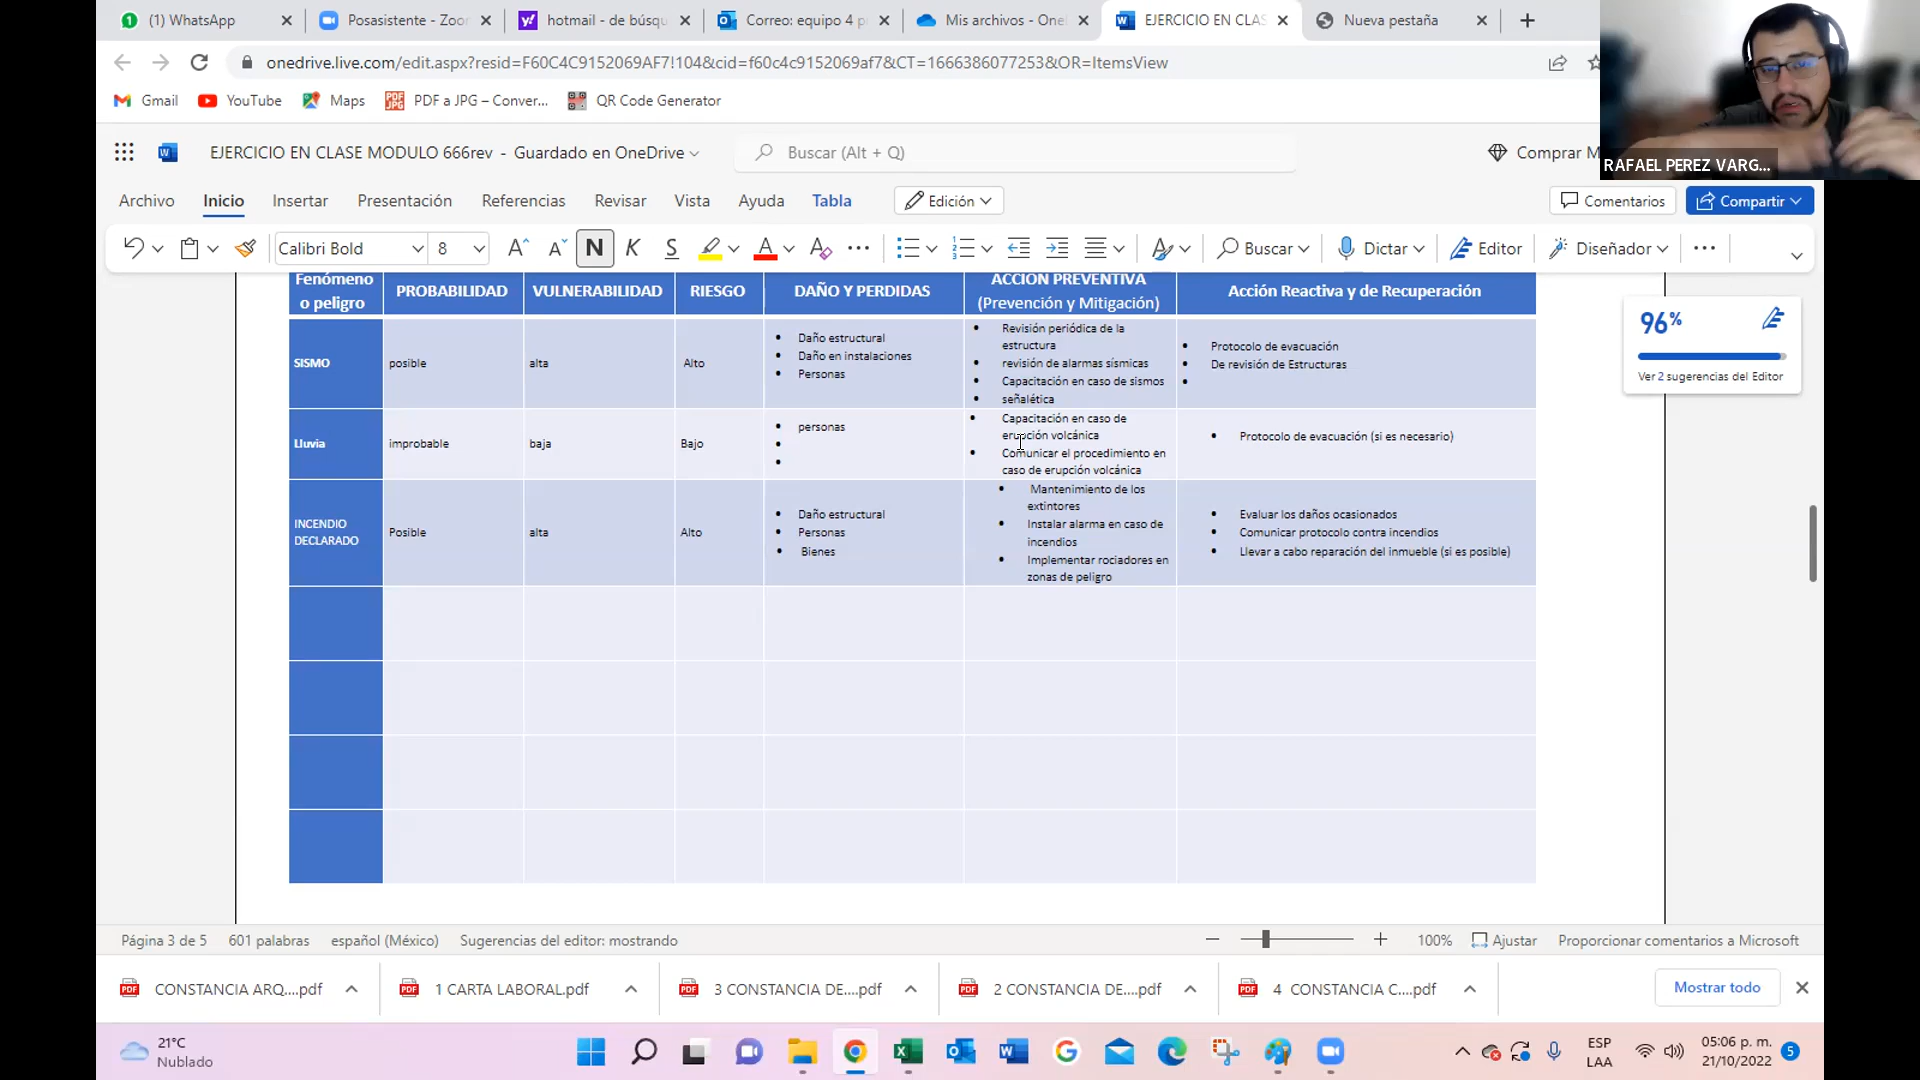 (1) WhatsApp
Posasistente - Zoo
hotmail - de búsqu
Correo: equipo 4 p
Mis archivos - One
EJERCICIO EN CLAS
Nueva pestaña
onedrive.live.com/edit.aspx?resid=F60C4C9152069AF7!104&cid=f60c4c9152069af7&CT=1666386077253&OR=ItemsView
Gmail
YouTube
Maps
PDF a JPG – Conver...
QR Code Generator
EJERCICIO EN CLASE MODULO 666rev - Guardado en OneDrive
Buscar (Alt + Q)
Comprar M
RAFAEL PEREZ VARG...
Archivo
Inicio
Insertar
Presentación
Referencias
Revisar
Vista
Ayuda
Tabla
Edición
Comentarios
Compartir
Calibri Bold
8
N
K
S
Buscar
Dictar
Editor
Diseñador
Fenómeno
o peligro
PROBABILIDAD
VULNERABILIDAD
RIESGO
DAÑO Y PERDIDAS
ACCION PREVENTIVA
(Prevención y Mitigación)
Acción Reactiva y de Recuperación
SISMO
posible
alta
Alto
Daño estructural
Daño en instalaciones
Personas
Revisión periódica de la
estructura
revisión de alarmas sísmicas
Capacitación en caso de sismos
señalética
Protocolo de evacuación
De revisión de Estructuras
Lluvia
improbable
baja
Bajo
personas
Capacitación en caso de
erupción volcánica
Comunicar el procedimiento en
caso de erupción volcánica
Protocolo de evacuación (si es necesario)
INCENDIO
DECLARADO
Posible
alta
Alto
Daño estructural
Personas
Bienes
Mantenimiento de los
extintores
Instalar alarma en caso de
incendios
Implementar rociadores en
zonas de peligro
Evaluar los daños ocasionados
Comunicar protocolo contra incendios
Llevar a cabo reparación del inmueble (si es posible)
96%
Ver 2 sugerencias del Editor
Página 3 de 5
601 palabras
español (México)
Sugerencias del editor: mostrando
100%
Ajustar
Proporcionar comentarios a Microsoft
CONSTANCIA ARQ....pdf
1 CARTA LABORAL.pdf
3 CONSTANCIA DE....pdf
2 CONSTANCIA DE....pdf
4 CONSTANCIA C....pdf
Mostrar todo
21°C
Nublado
ESP
LAA
05:06 p. m.
21/10/2022
5